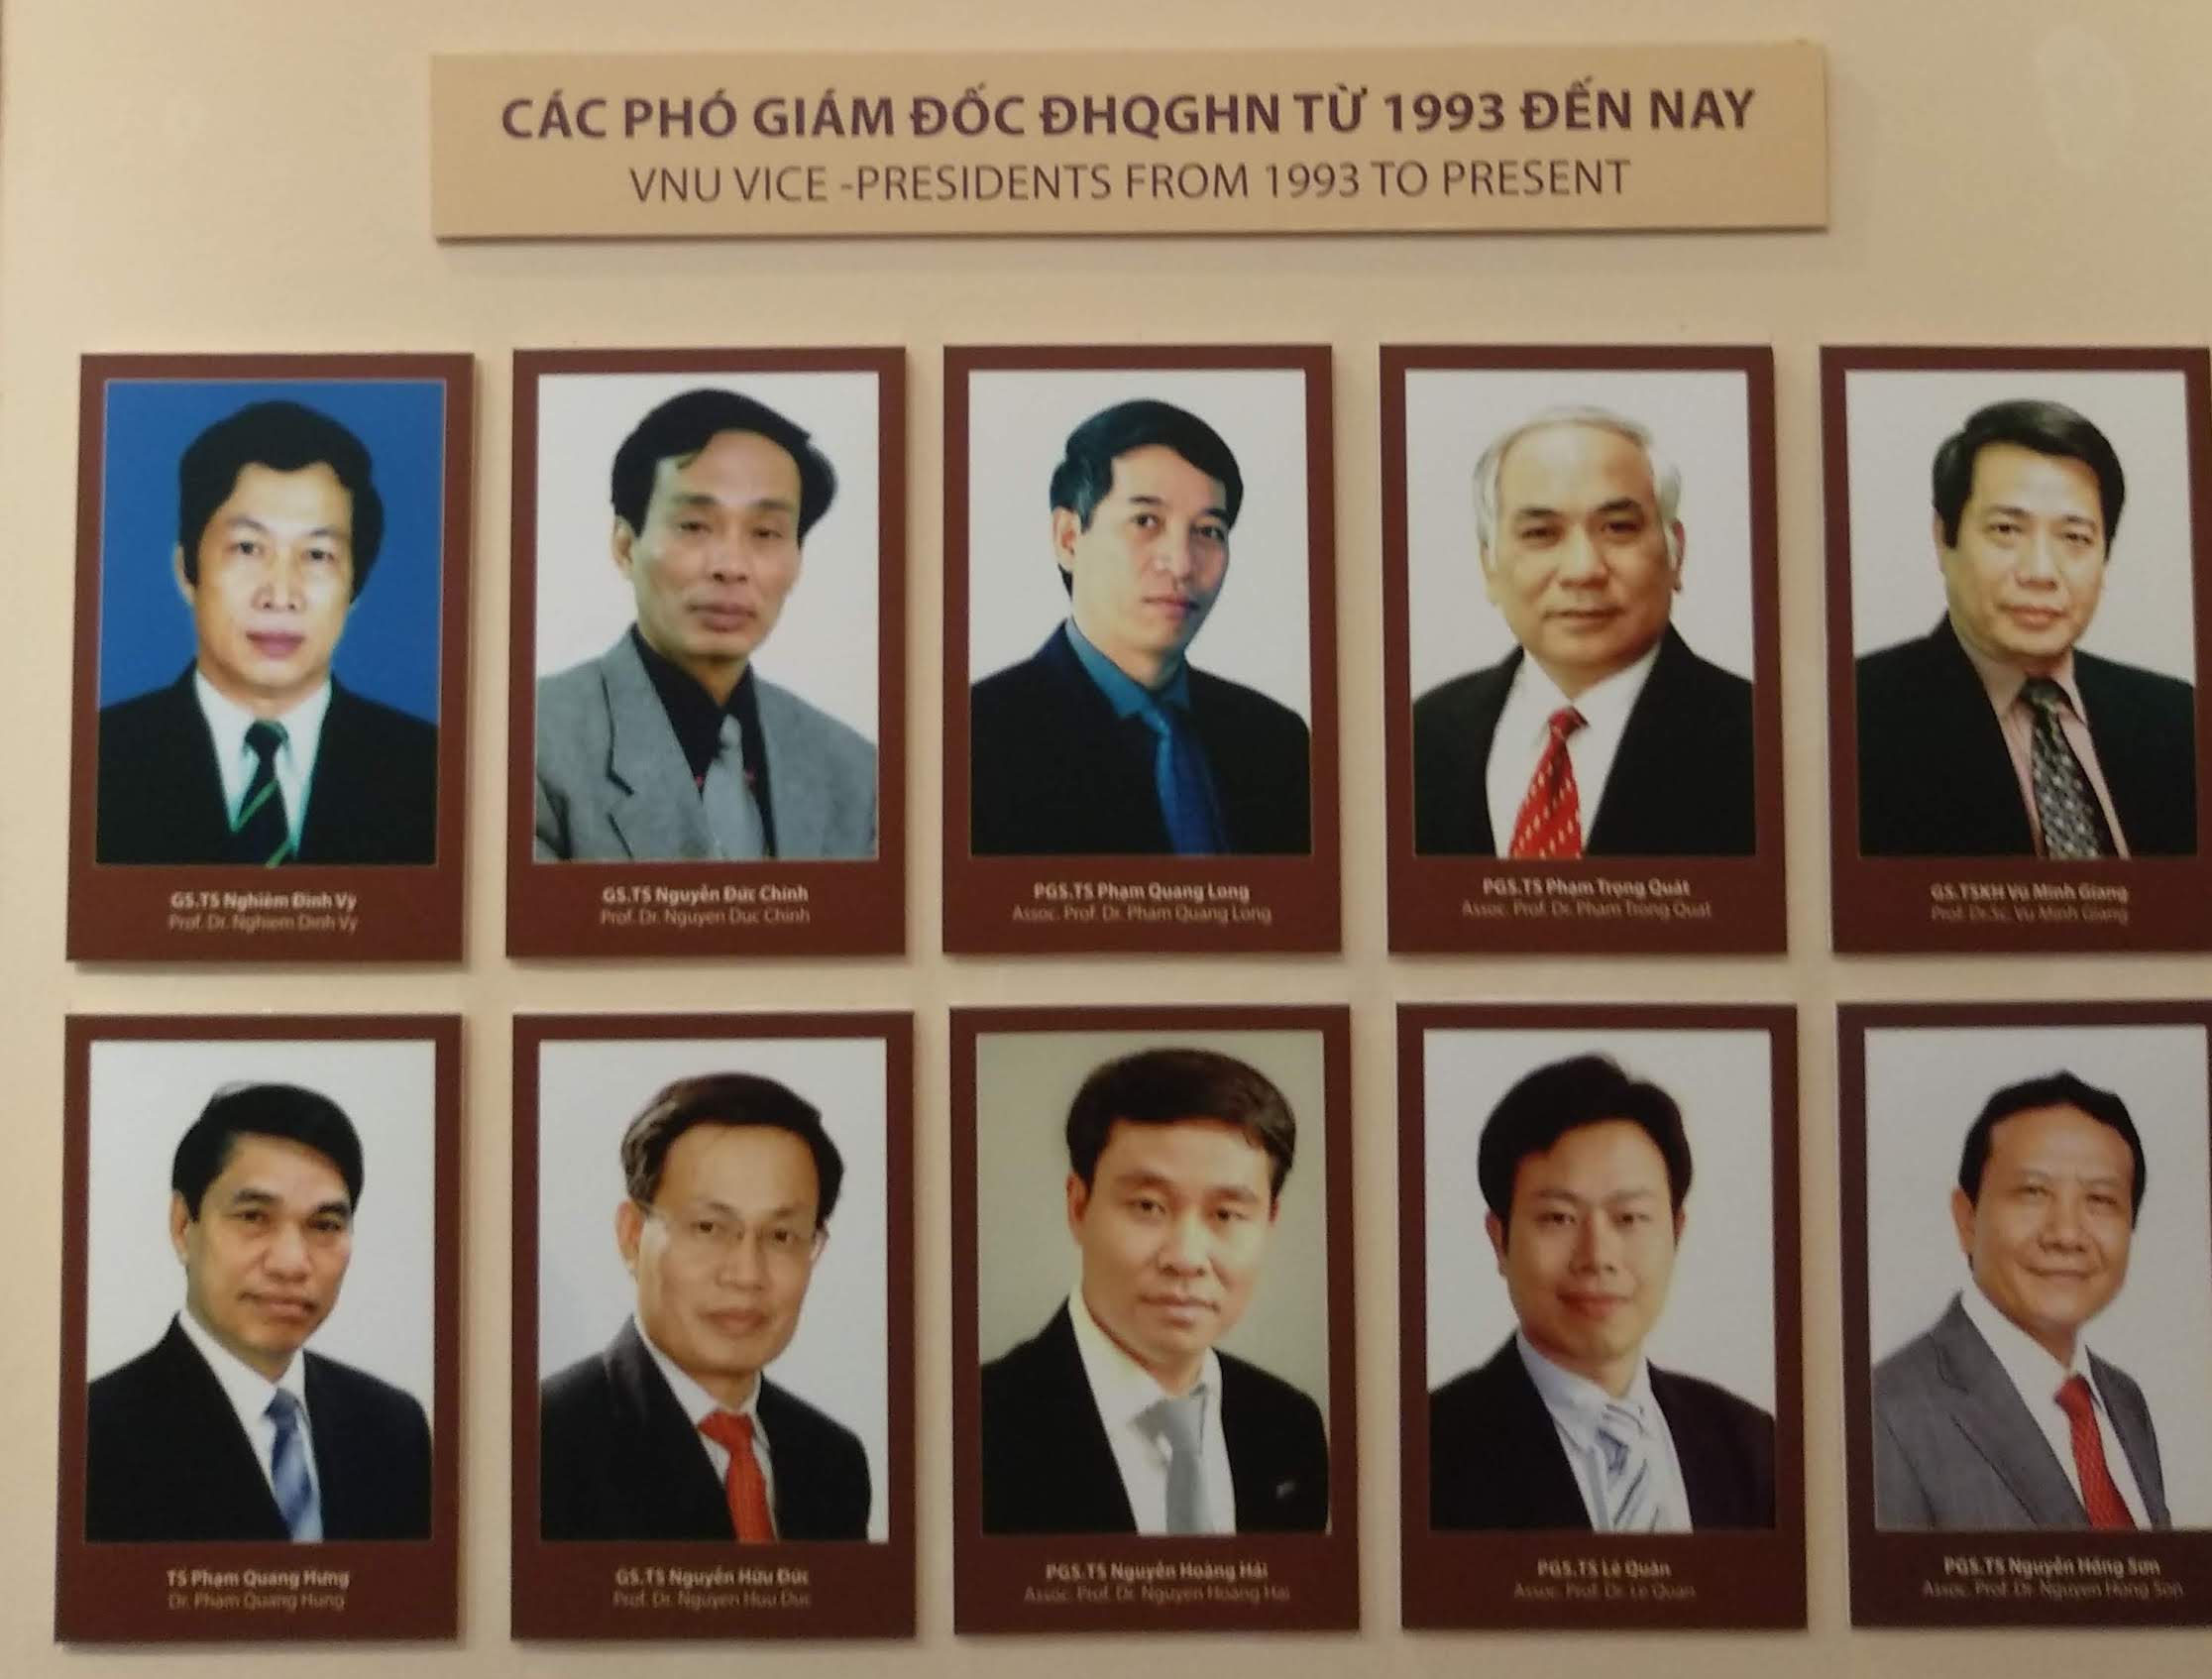 CÁC PHÓ GIÁM ĐỐC ĐHQGHN TỪ 1993 ĐẾN NAY
VNU VICE -PRESIDENTS FROM 1993 TO PRESENT
GS.TS Nghiêm Đình Vỳ
Prof. Dr. Nghiem Dinh Vy
GS.TS Nguyễn Đức Chính
Prof. Dr. Nguyen Duc Chinh
PGS.TS Phạm Quang Long
Assoc. Prof. Dr. Pham Quang Long
PGS.TS Phạm Trọng Quát
Assoc. Prof. Dr. Pham Trong Quat
GS.TSKH Vũ Minh Giang
Prof. Dr.Sc. Vu Minh Giang
TS Phạm Quang Hưng
Dr. Pham Quang Hung
GS.TS Nguyễn Hữu Đức
Prof. Dr. Nguyen Huu Duc
PGS.TS Nguyễn Hoàng Hải
Assoc. Prof. Dr. Nguyen Hoang Hai
PGS.TS Lê Quân
Assoc. Prof. Dr. Le Quan
PGS.TS Nguyễn Hồng Sơn
Assoc. Prof. Dr. Nguyen Hong Son